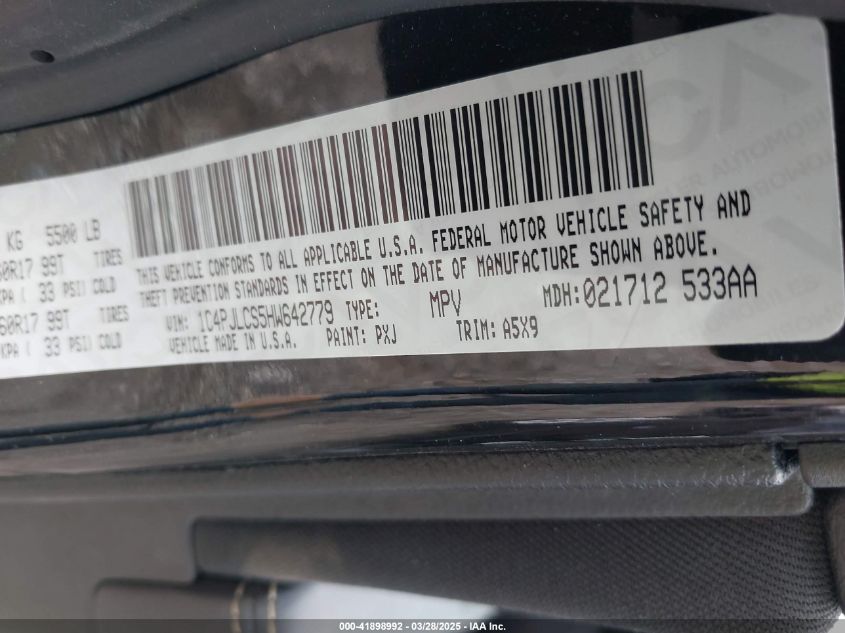 KG 5500 LB
60R17 99T TIRES
KPA ( 33 PSI) COLD
60R17 99T TIRES
KPA ( 33 PSI) COLD
THIS VEHICLE CONFORMS TO ALL APPLICABLE U.S.A. FEDERAL MOTOR VEHICLE SAFETY AND
THEFT PREVENTION STANDARDS IN EFFECT ON THE DATE OF MANUFACTURE SHOWN ABOVE.
VIN: 1C4PJLCS5HW642779 TYPE: MPV MDH:021712 533AA
VEHICLE MADE IN U.S.A. PAINT: PXJ TRIM: A5X9
000-41898992 - 03/28/2025 - IAA Inc.